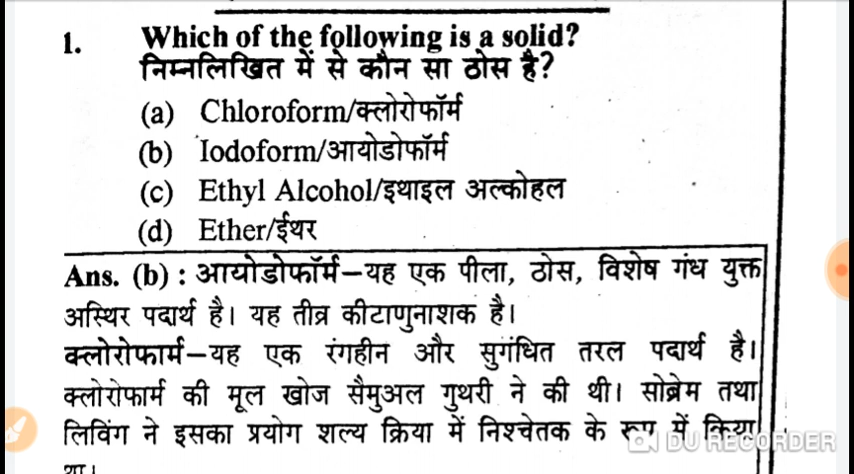 1. Which of the following is a solid?
निम्नलिखित में से कौन सा ठोस है?
(a) Chloroform/क्लोरोफॉर्म
(b) Iodoform/आयोडोफॉर्म
(c) Ethyl Alcohol/इथाइल अल्कोहल
(d) Ether/ईथर
Ans. (b) : आयोडोफॉर्म–यह एक पीला, ठोस, विशेष गंध युक्त
अस्थिर पदार्थ है। यह तीव्र कीटाणुनाशक है।
क्लोरोफार्म–यह एक रंगहीन और सुगंधित तरल पदार्थ है।
क्लोरोफार्म की मूल खोज सैमुअल गुथरी ने की थी। सोब्रेम तथा
लिविंग ने इसका प्रयोग शल्य क्रिया में निश्चेतक के रूप में किया
DU RECORDER